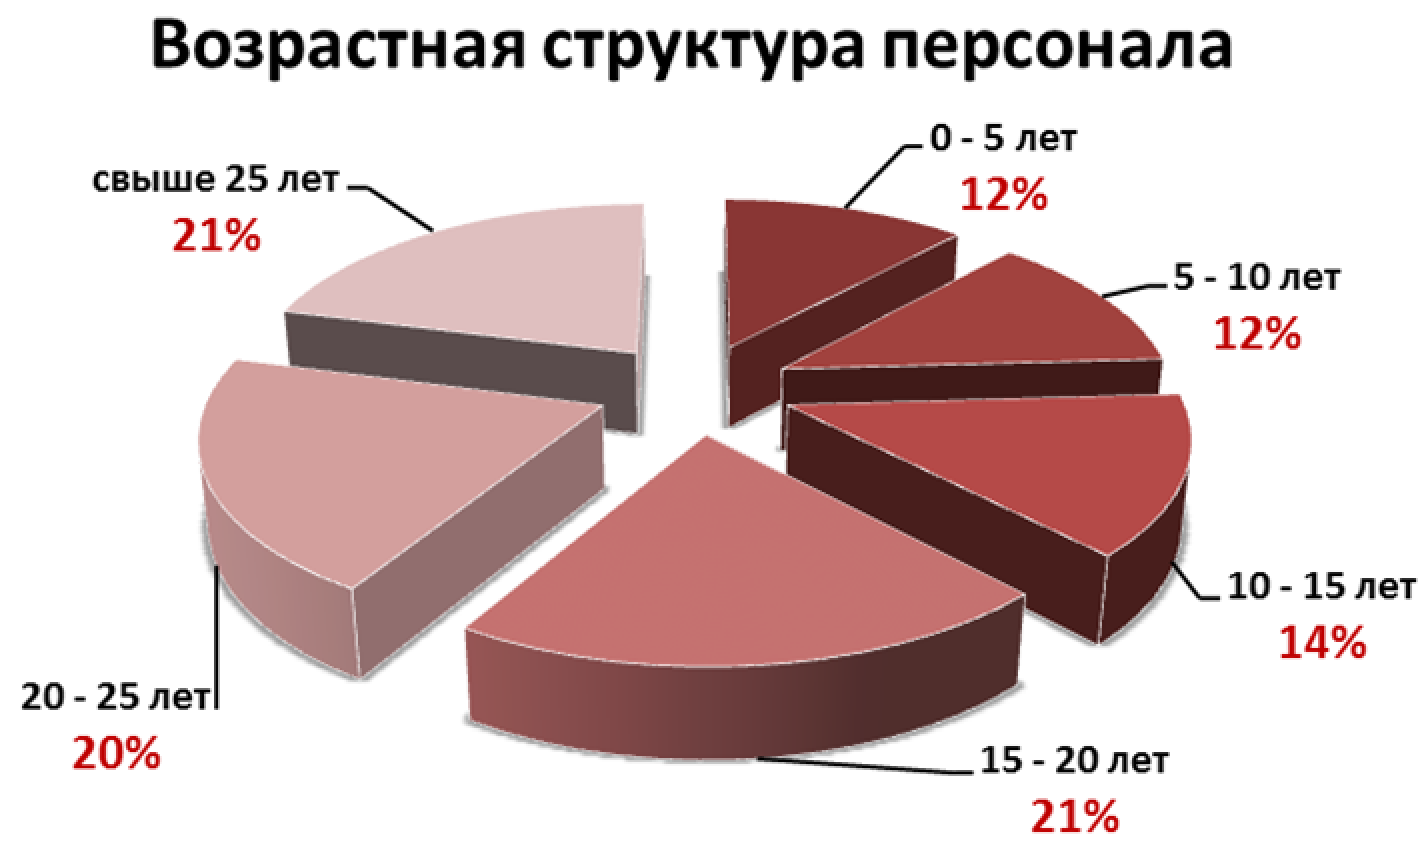 Возрастная структура персонала
0 - 5 лет
12%
5 - 10 лет
12%
10 - 15 лет
14%
15 - 20 лет
21%
20 - 25 лет
20%
свыше 25 лет
21%